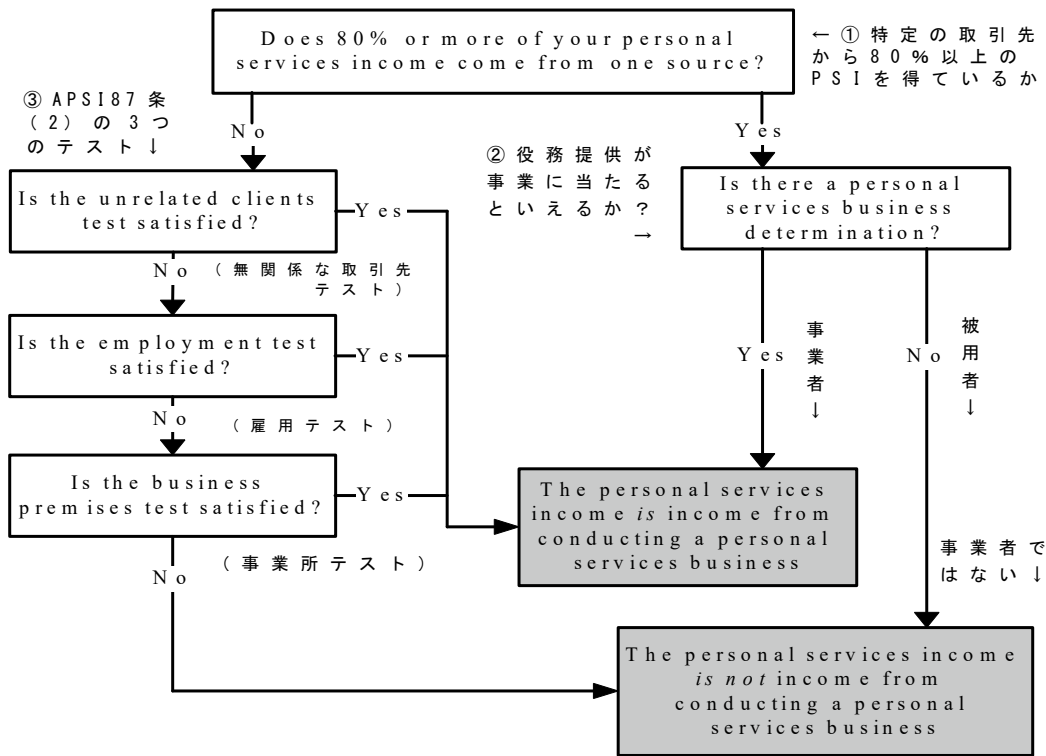 Does 80% or more of your personal
services income come from one source?
← ① 特定の取引先
から80%以上の
PSIを得ているか
③ APSI87条
(2)の3つ
のテスト↓
No
Yes
② 役務提供が
事業に当たる
といえるか?
→
Is the unrelated clients
test satisfied?
Yes
Is there a personal
services business
determination?
No
(無関係な取引先
テスト)
Is the employment test
satisfied?
Yes
Yes
事業者↓
No
被用者↓
No
(雇用テスト)
Is the business
premises test satisfied?
Yes
The personal services
income is income from
conducting a personal
services business
No
(事業所テスト)
事業者で
はない↓
The personal services income
is not income from
conducting a personal
services business